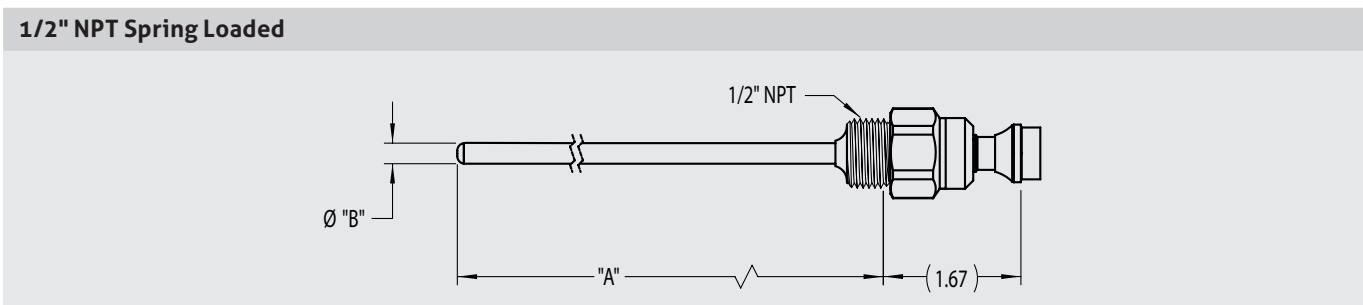 1/2" NPT Spring Loaded
1/2" NPT
Ø "B"
"A"
(1.67)